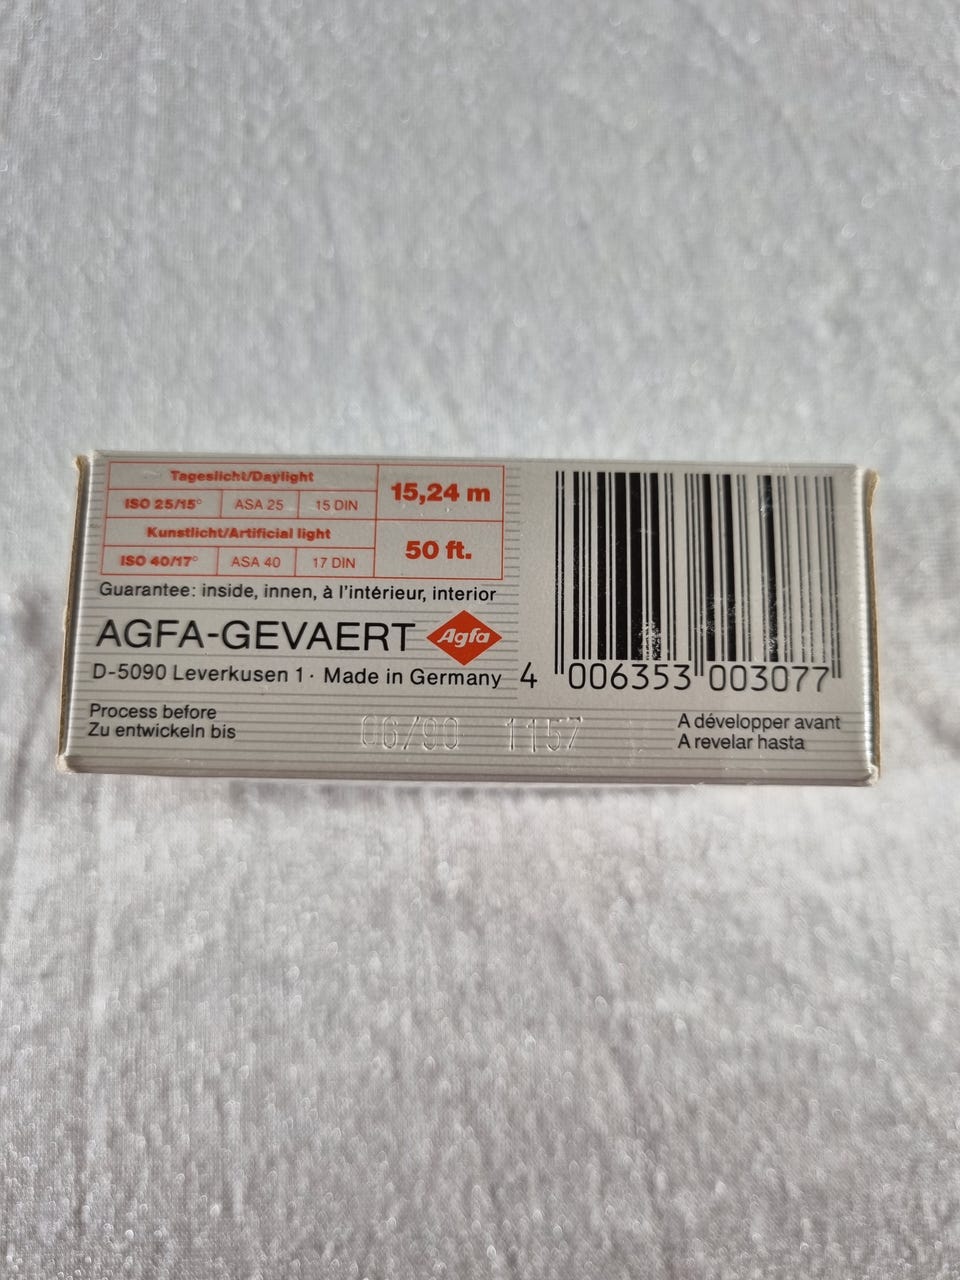 Tageslicht/Daylight
ISO 25/15° ASA 25 15 DIN
15,24 m
Kunstlicht/Artificial light
ISO 40/17° ASA 40 17 DIN
50 ft.
Guarantee: inside, innen, à l'intérieur, interior
AGFA-GEVAERT Agfa
D-5090 Leverkusen 1 · Made in Germany
4 006353 003077
Process before
Zu entwickeln bis
06/90 1157
A développer avant
A revelar hasta